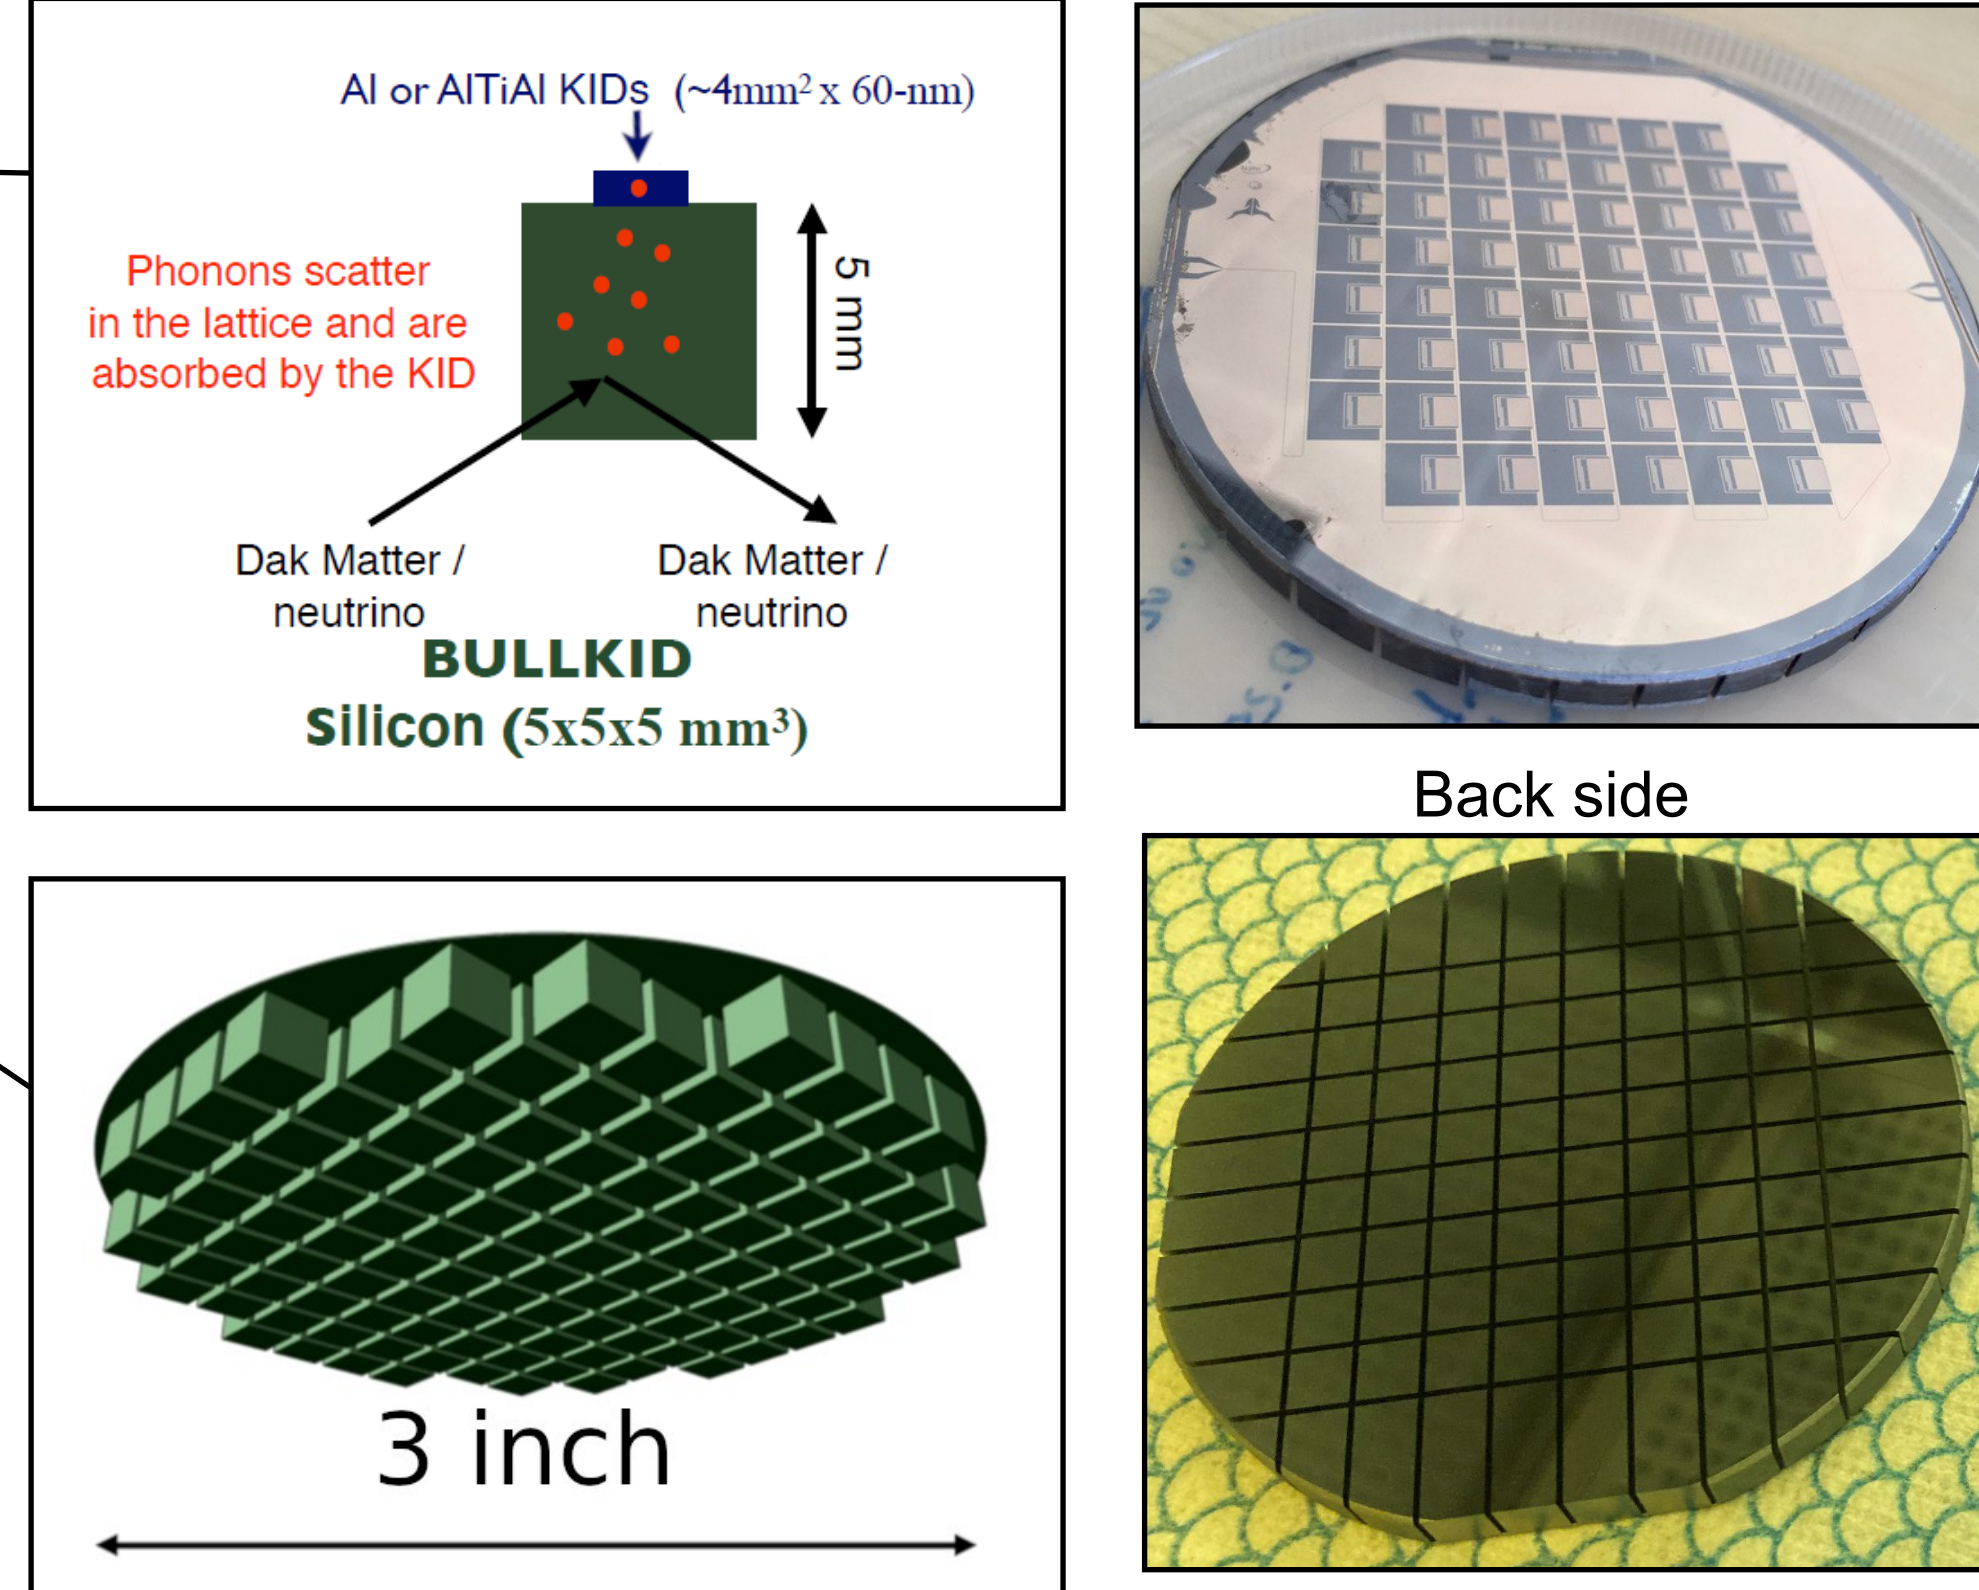 Al or AlTiAl KIDs (~4mm² x 60-nm)
Phonons scatter
in the lattice and are
absorbed by the KID
5 mm
Dak Matter /
neutrino
Dak Matter /
neutrino
BULLKID
Silicon (5x5x5 mm³)
3 inch
Back side